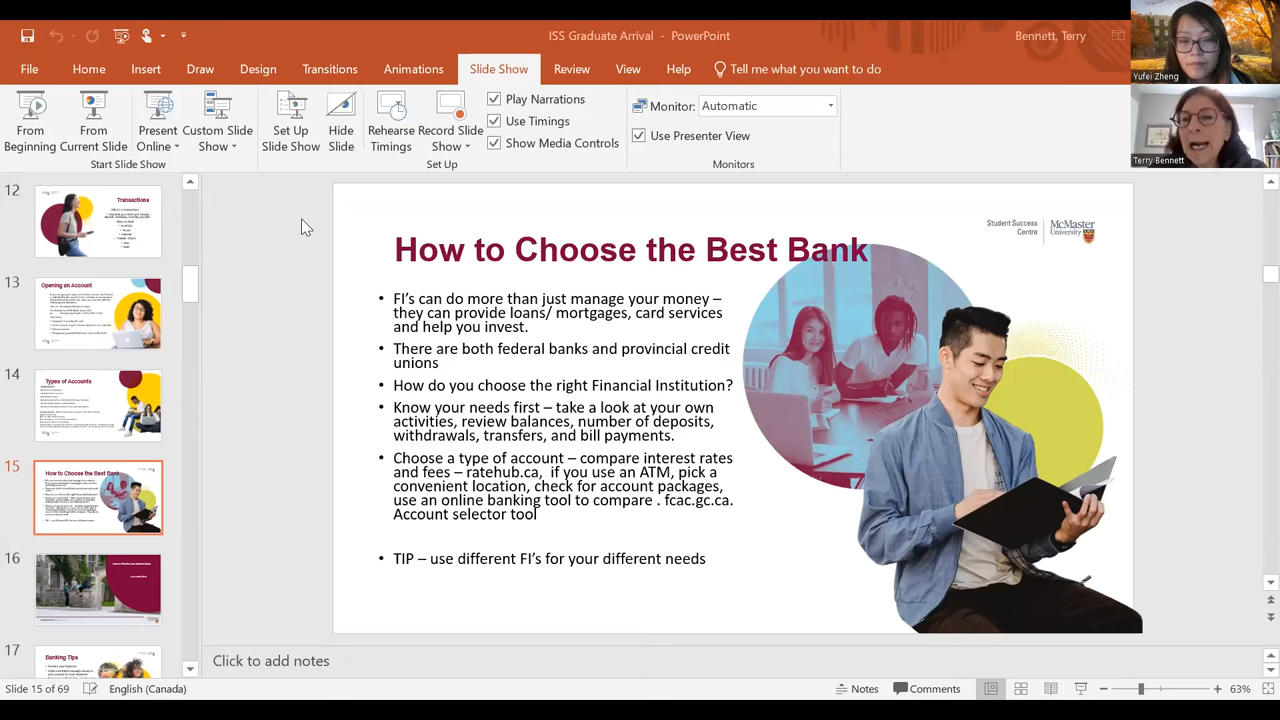 ISS Graduate Arrival - PowerPoint
Bennett, Terry
File Home Insert Draw Design Transitions Animations Slide Show Review View Help Tell me what you want to do
From Beginning
From Current Slide
Present Online
Custom Slide Show
Start Slide Show
Set Up Slide Show
Hide Slide
Rehearse Timings
Record Slide Show
Play Narrations
Use Timings
Show Media Controls
Set Up
Monitor: Automatic
Use Presenter View
Monitors
Yufei Zheng
Terry Bennett
12
Transactions
13
Opening an Account
14
Types of Accounts
15
How to Choose the Best Bank
16
17
Banking Tips
Student Success
Centre
McMaster
University
How to Choose the Best Bank
• FI's can do more than just manage your money –
they can provide loans/ mortgages, card services
and help you invest.
• There are both federal banks and provincial credit
unions
• How do you choose the right Financial Institution?
• Know your needs first – take a look at your own
activities, review balances, number of deposits,
withdrawals, transfers, and bill payments.
• Choose a type of account – compare interest rates
and fees – ratehub.ca, if you use an ATM, pick a
convenient location, check for account packages,
use an online banking tool to compare . fcac.gc.ca.
Account selector tool
• TIP – use different FI's for your different needs
Click to add notes
Slide 15 of 69 English (Canada) Notes Comments 63%